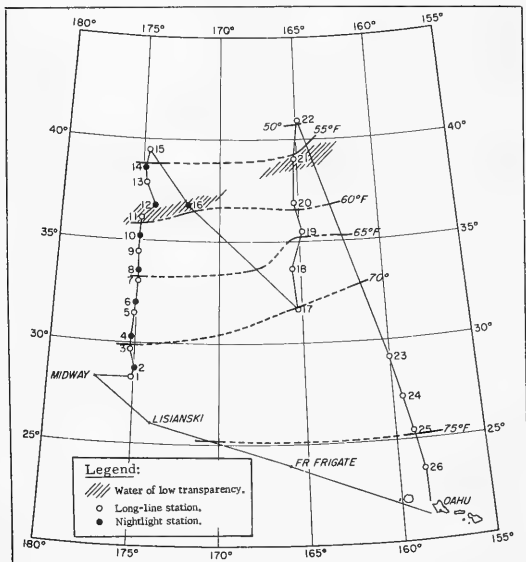 180° 175° 170° 165° 160° 155°
22
50° 55°F
40° 40°
15
21
14
13
60°F
12 16 20
11
35° 10 19 65°F 35°
9
8 18
7
70°
6
5 17
30° 4 30°
3 23
2
MIDWAY 1
24
LISIANSKI
25 75°F
25° 25°
FR FRIGATE
26
Legend:
Water of low transparency.
Long-line station.
Nightlight station.
OAHU
180° 175° 170° 165° 160° 155°